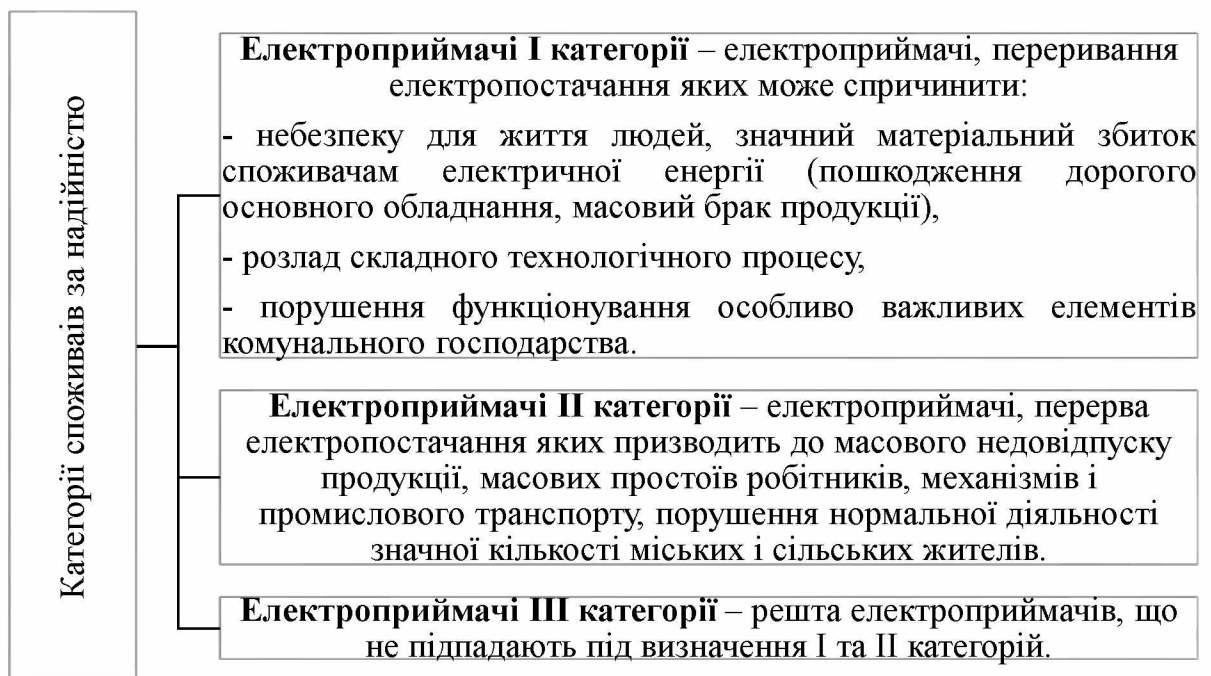 Категорії споживаів за надійністю
Електроприймачі І категорії – електроприймачі, переривання
електропостачання яких може спричинити:
- небезпеку для життя людей, значний матеріальний збиток
споживачам електричної енергії (пошкодження дорогого
основного обладнання, масовий брак продукції),
- розлад складного технологічного процесу,
- порушення функціонування особливо важливих елементів
комунального господарства.
Електроприймачі ІІ категорії – електроприймачі, перерва
електропостачання яких призводить до масового недовідпуску
продукції, масових простоїв робітників, механізмів і
промислового транспорту, порушення нормальної діяльності
значної кількості міських і сільських жителів.
Електроприймачі ІІІ категорії – решта електроприймачів, що
не підпадають під визначення І та ІІ категорій.